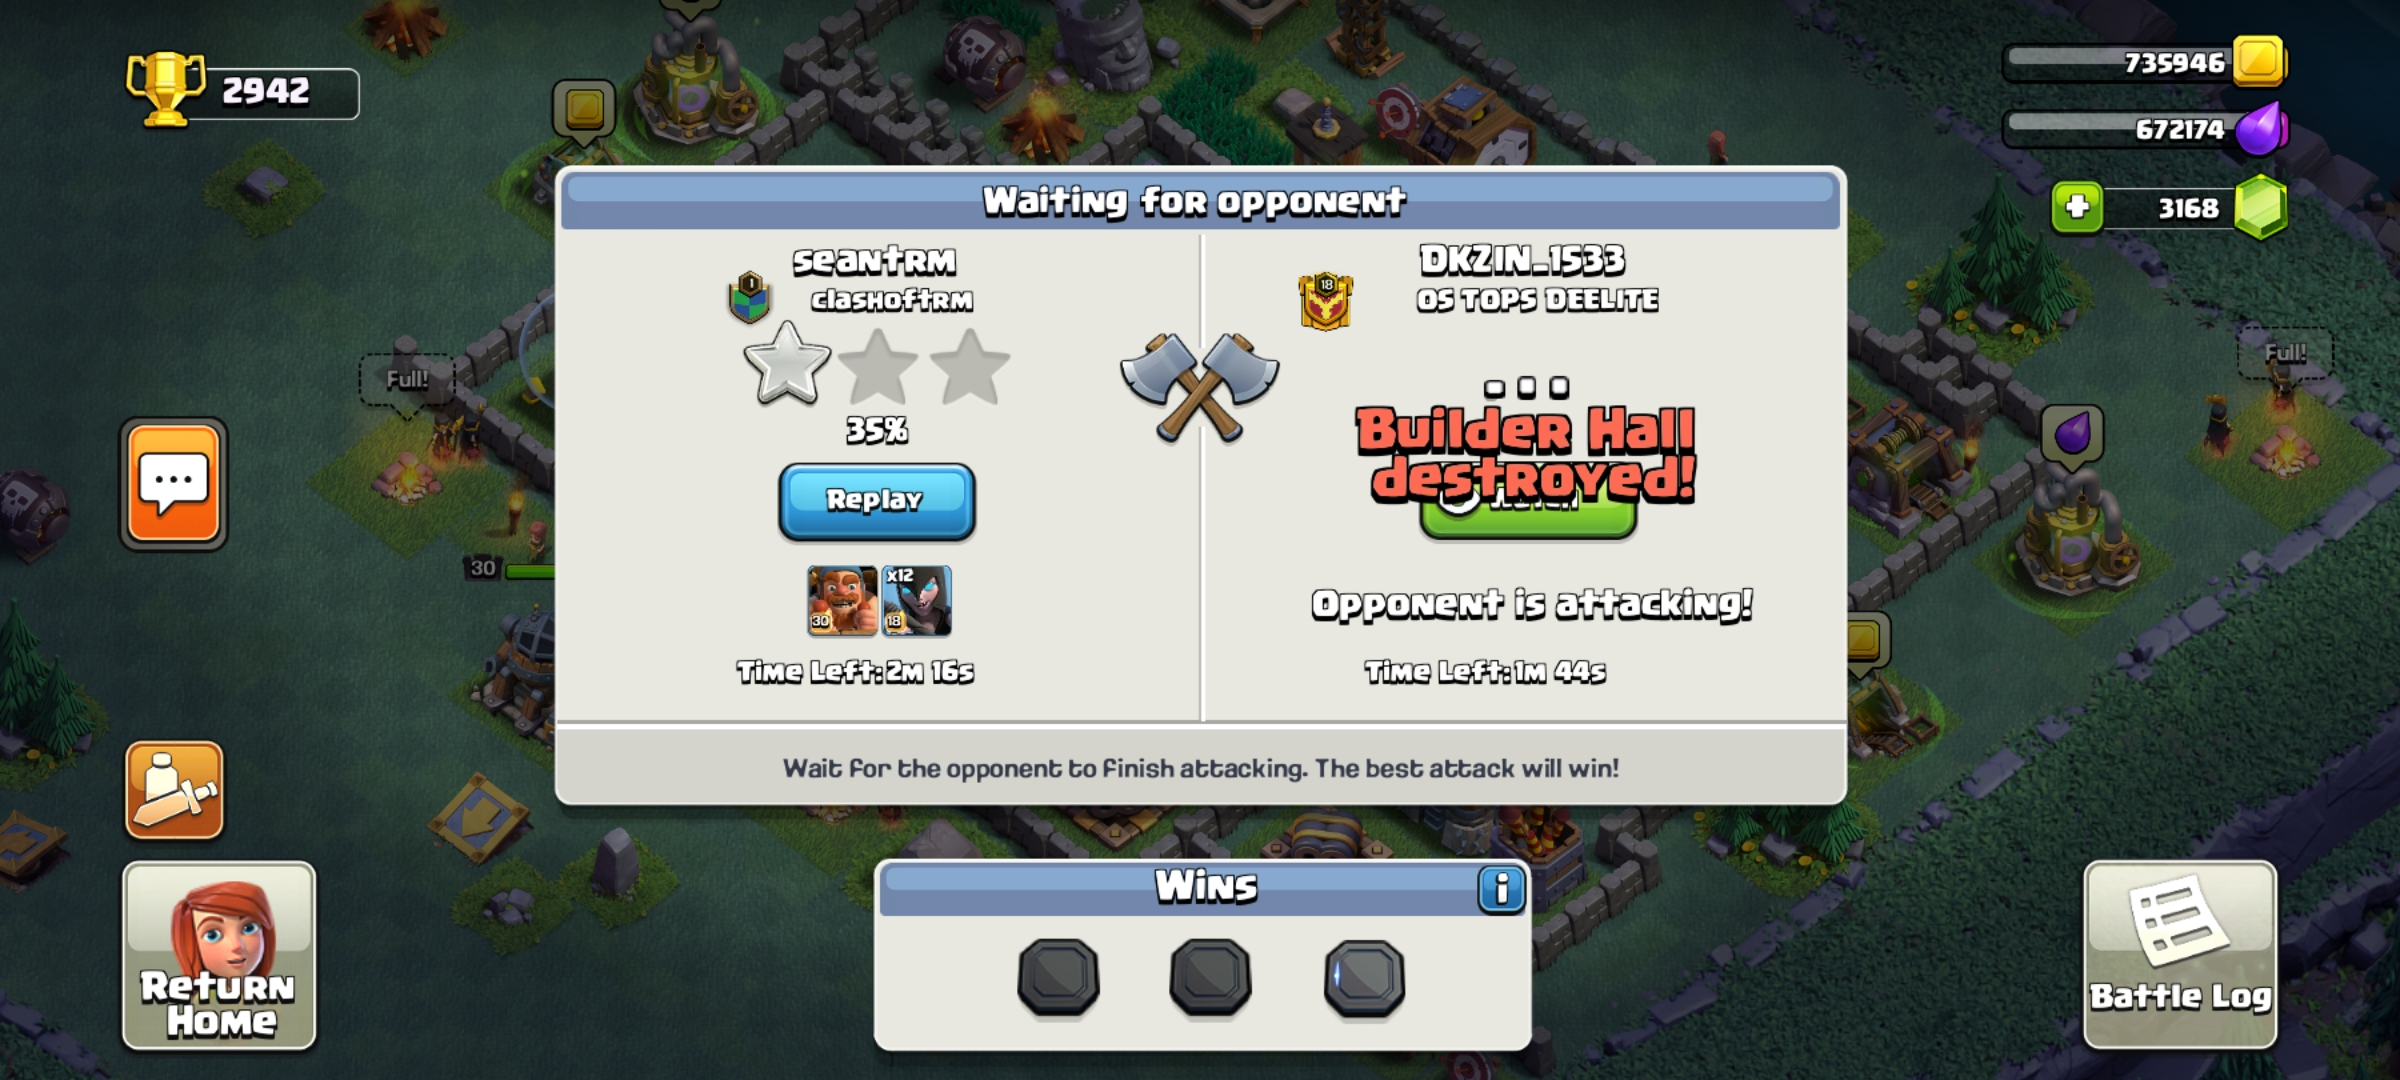 2942
735946
672174
3168
Waiting for opponent
seantrm
clashoftrm
1
35%
Replay
30
x12
18
Time Left:2m 16s
DKZIN_1533
OS TOPS DEELITE
18
Builder Hall
destroyed!
Opponent is attacking!
Time Left:1m 44s
Wait for the opponent to finish attacking. The best attack will win!
Full!
Full!
30
Wins
i
Return
Home
Battle Log